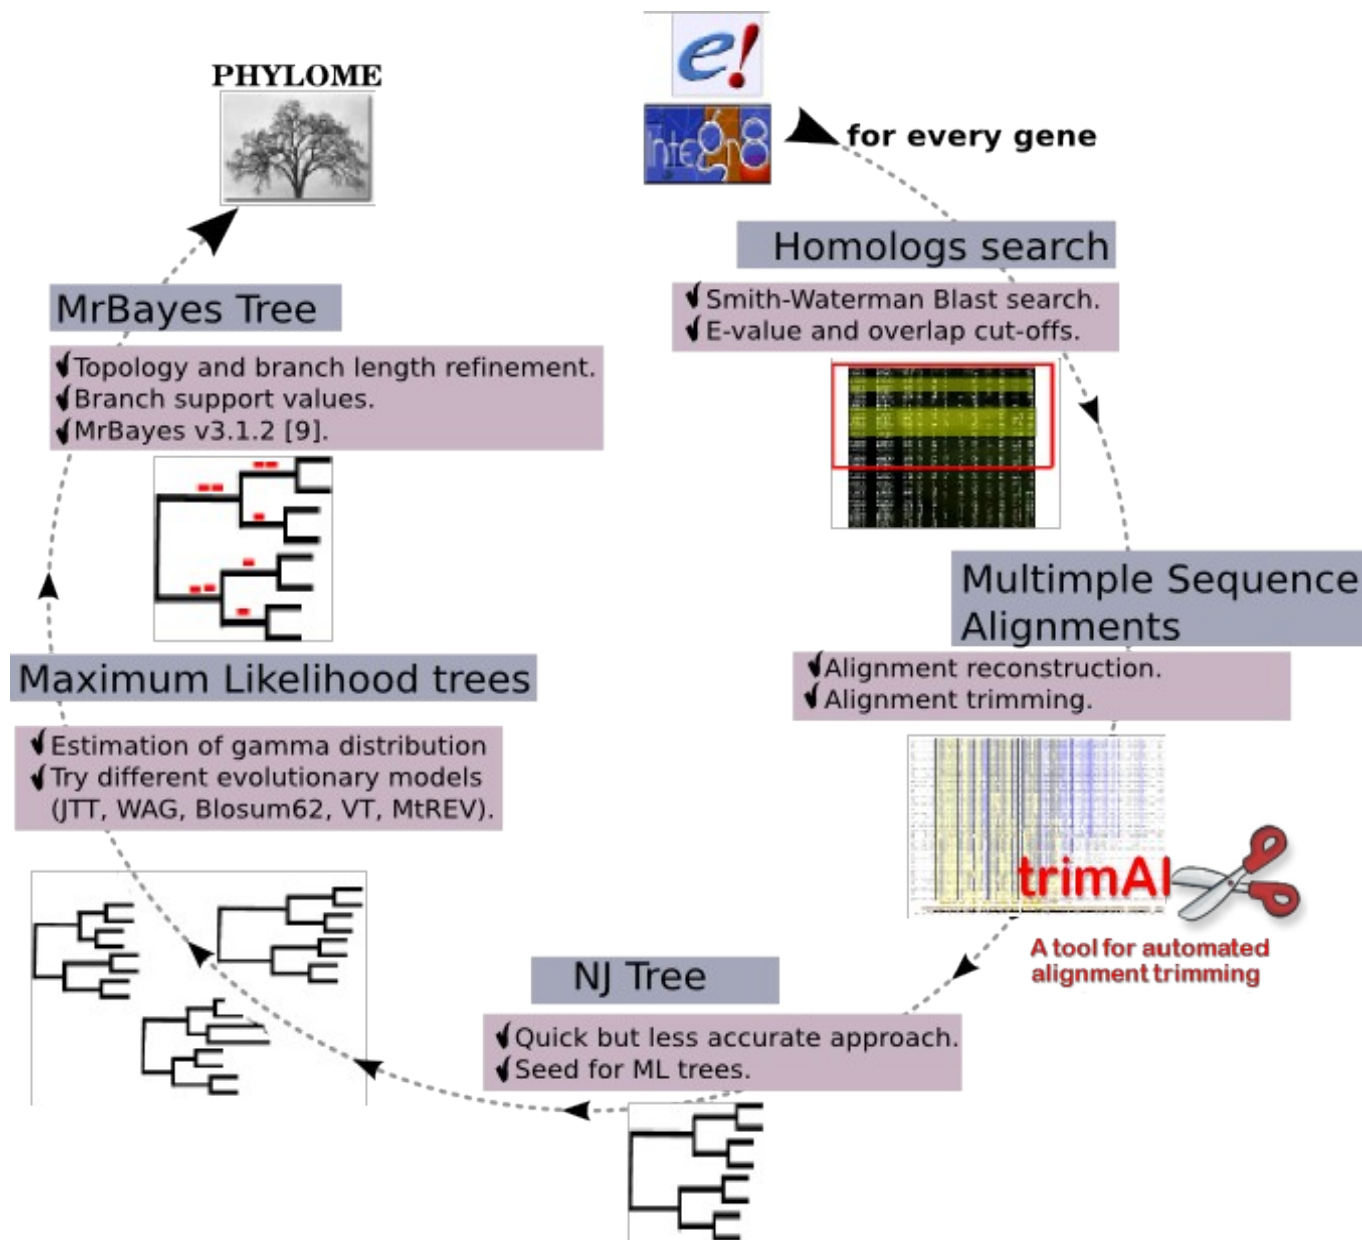 e!
Integr8
for every gene
Homologs search
Smith-Waterman Blast search.
E-value and overlap cut-offs.
Multimple Sequence
Alignments
Alignment reconstruction.
Alignment trimming.
trimAl
A tool for automated
alignment trimming
NJ Tree
Quick but less accurate approach.
Seed for ML trees.
Maximum Likelihood trees
Estimation of gamma distribution
Try different evolutionary models
(JTT, WAG, Blosum62, VT, MtREV).
MrBayes Tree
Topology and branch length refinement.
Branch support values.
MrBayes v3.1.2 [9].
PHYLOME